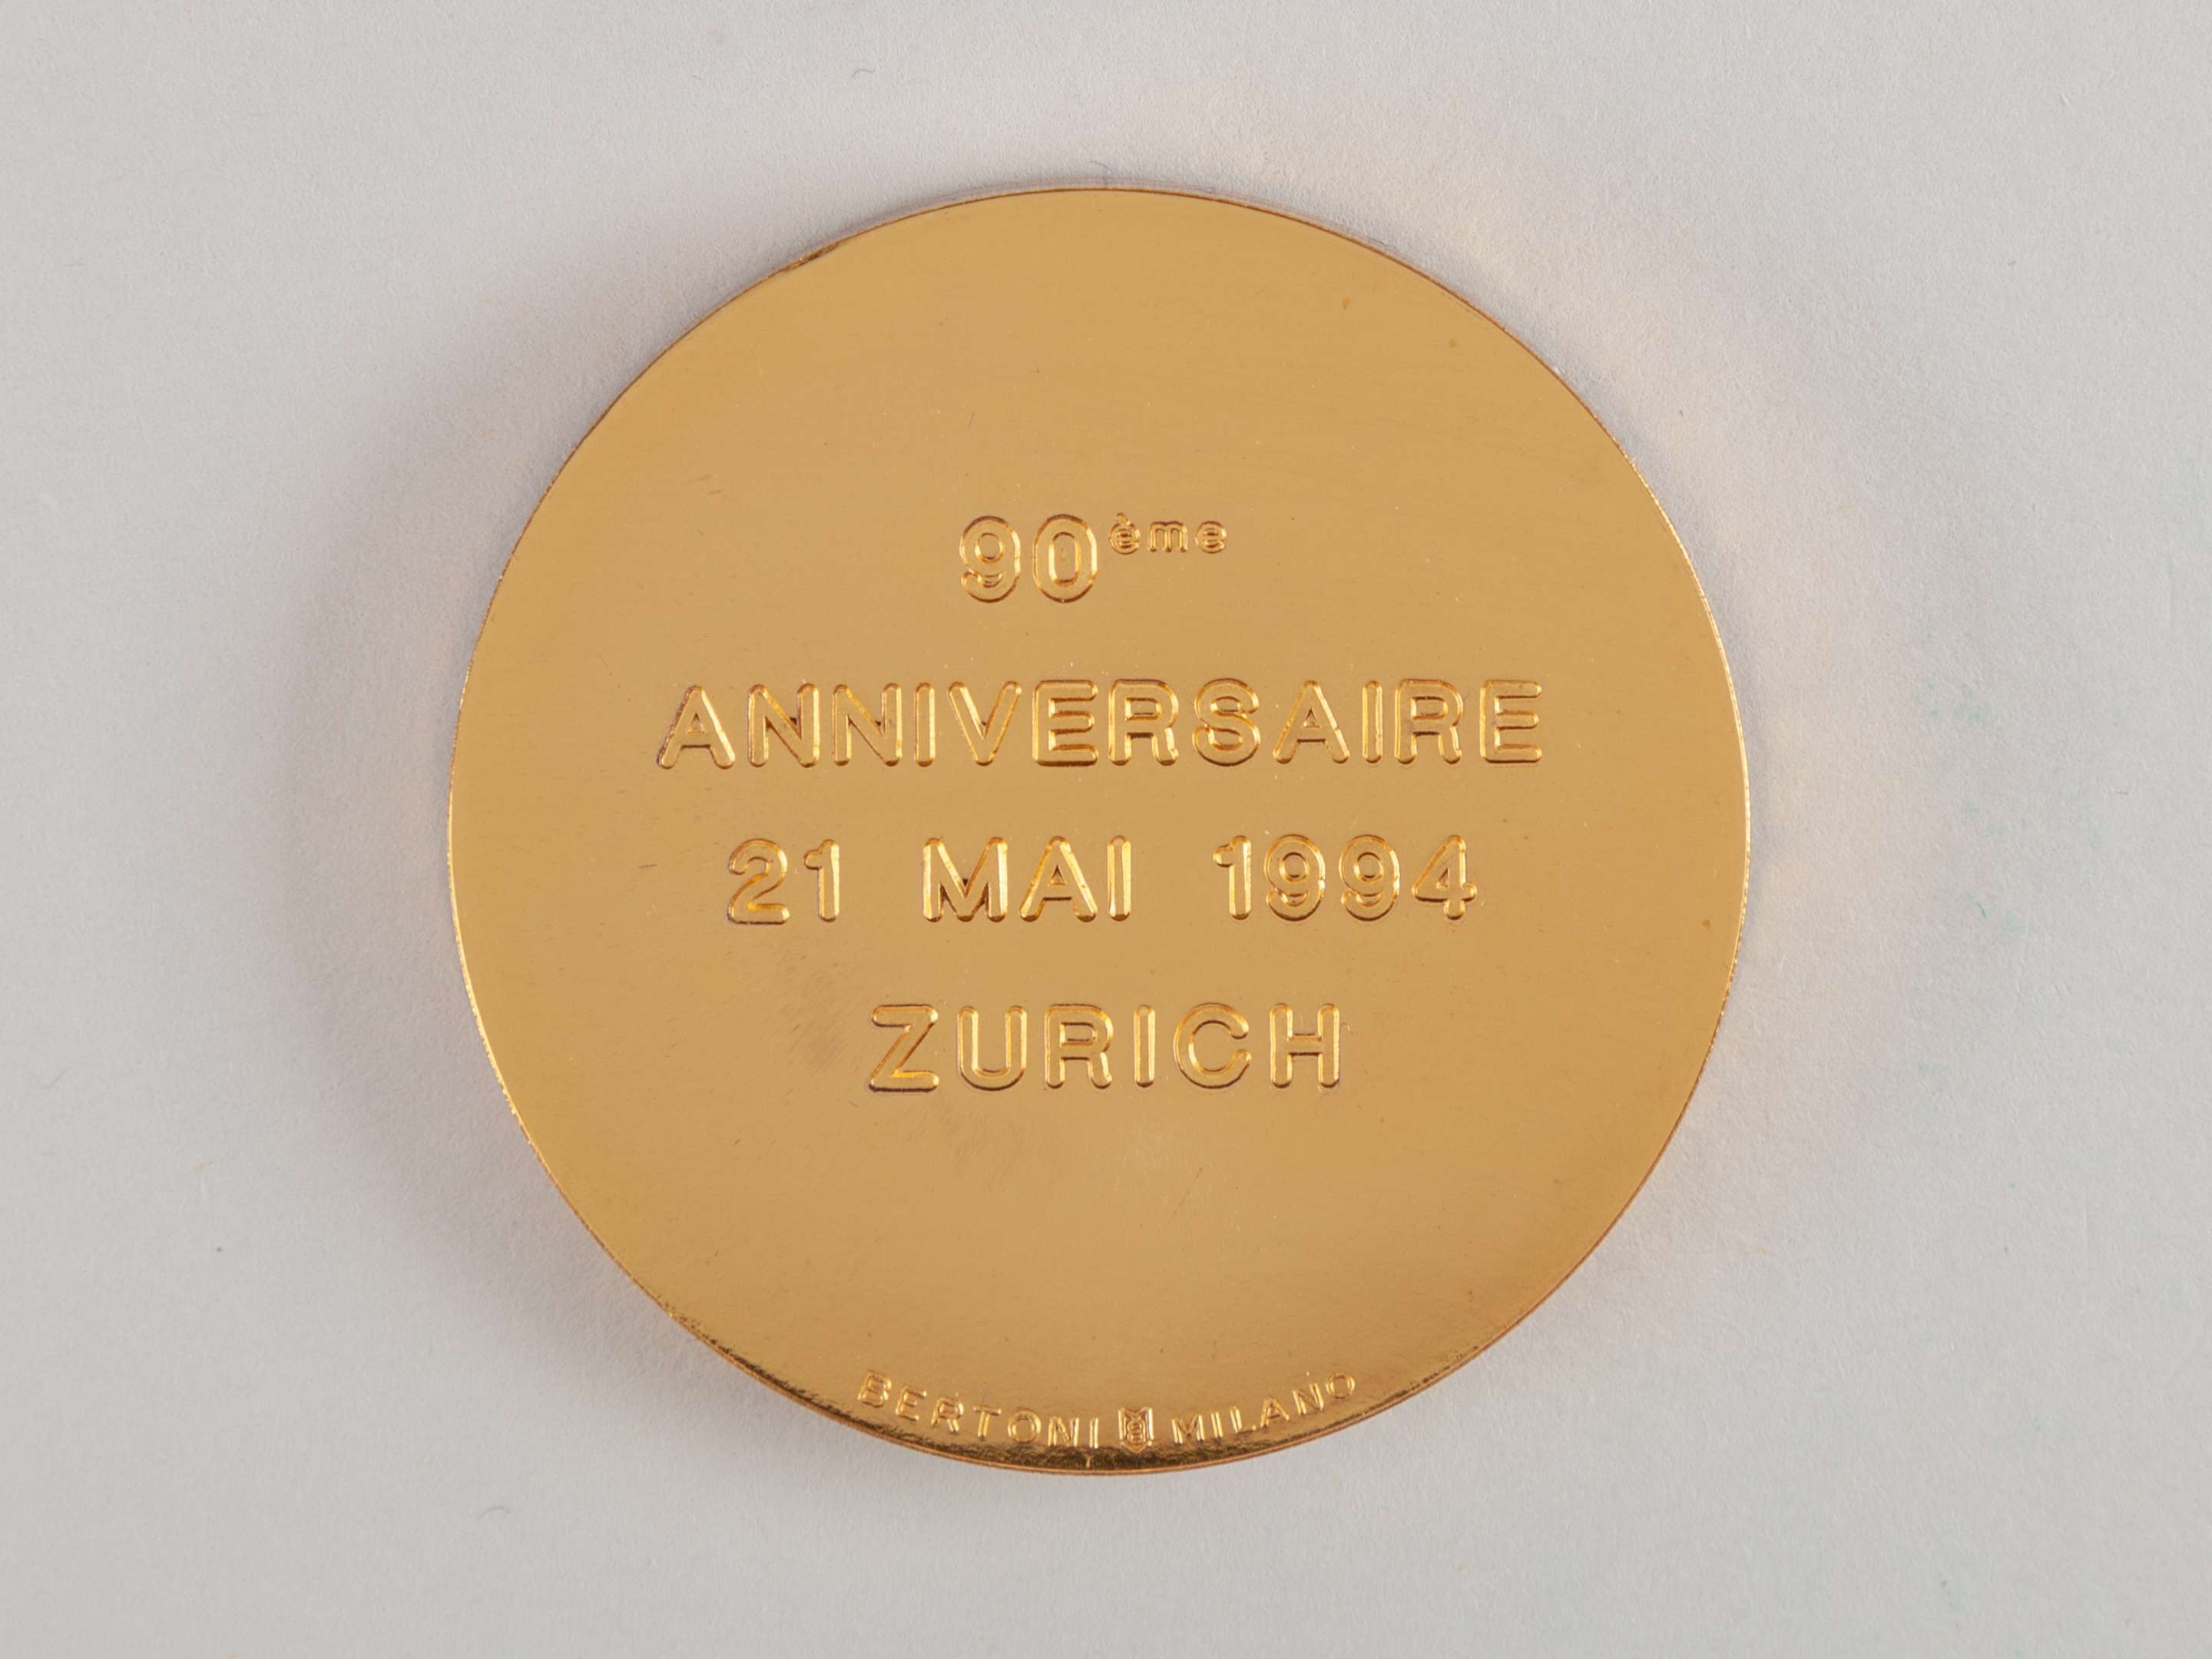 90ème
ANNIVERSAIRE
21 MAI 1994
ZURICH
BERTONI MILANO